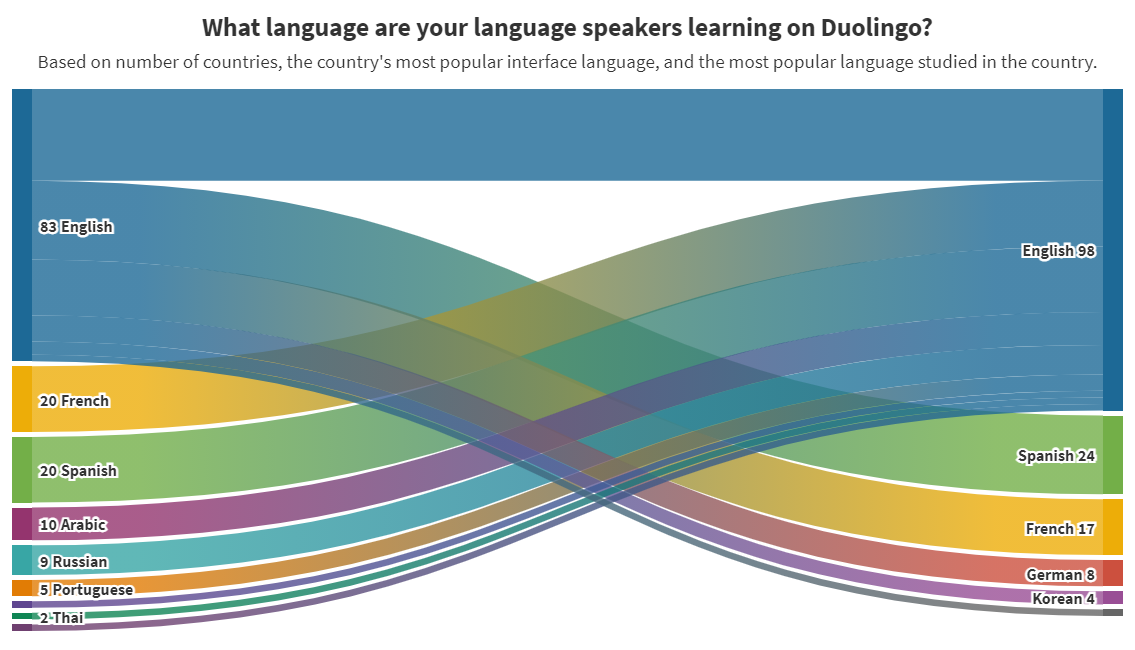 What language are your language speakers learning on Duolingo?
Based on number of countries, the country's most popular interface language, and the most popular language studied in the country.
83 English
English 98
20 French
Spanish 24
20 Spanish
French 17
10 Arabic
9 Russian
German 8
5 Portuguese
Korean 4
2 Thai